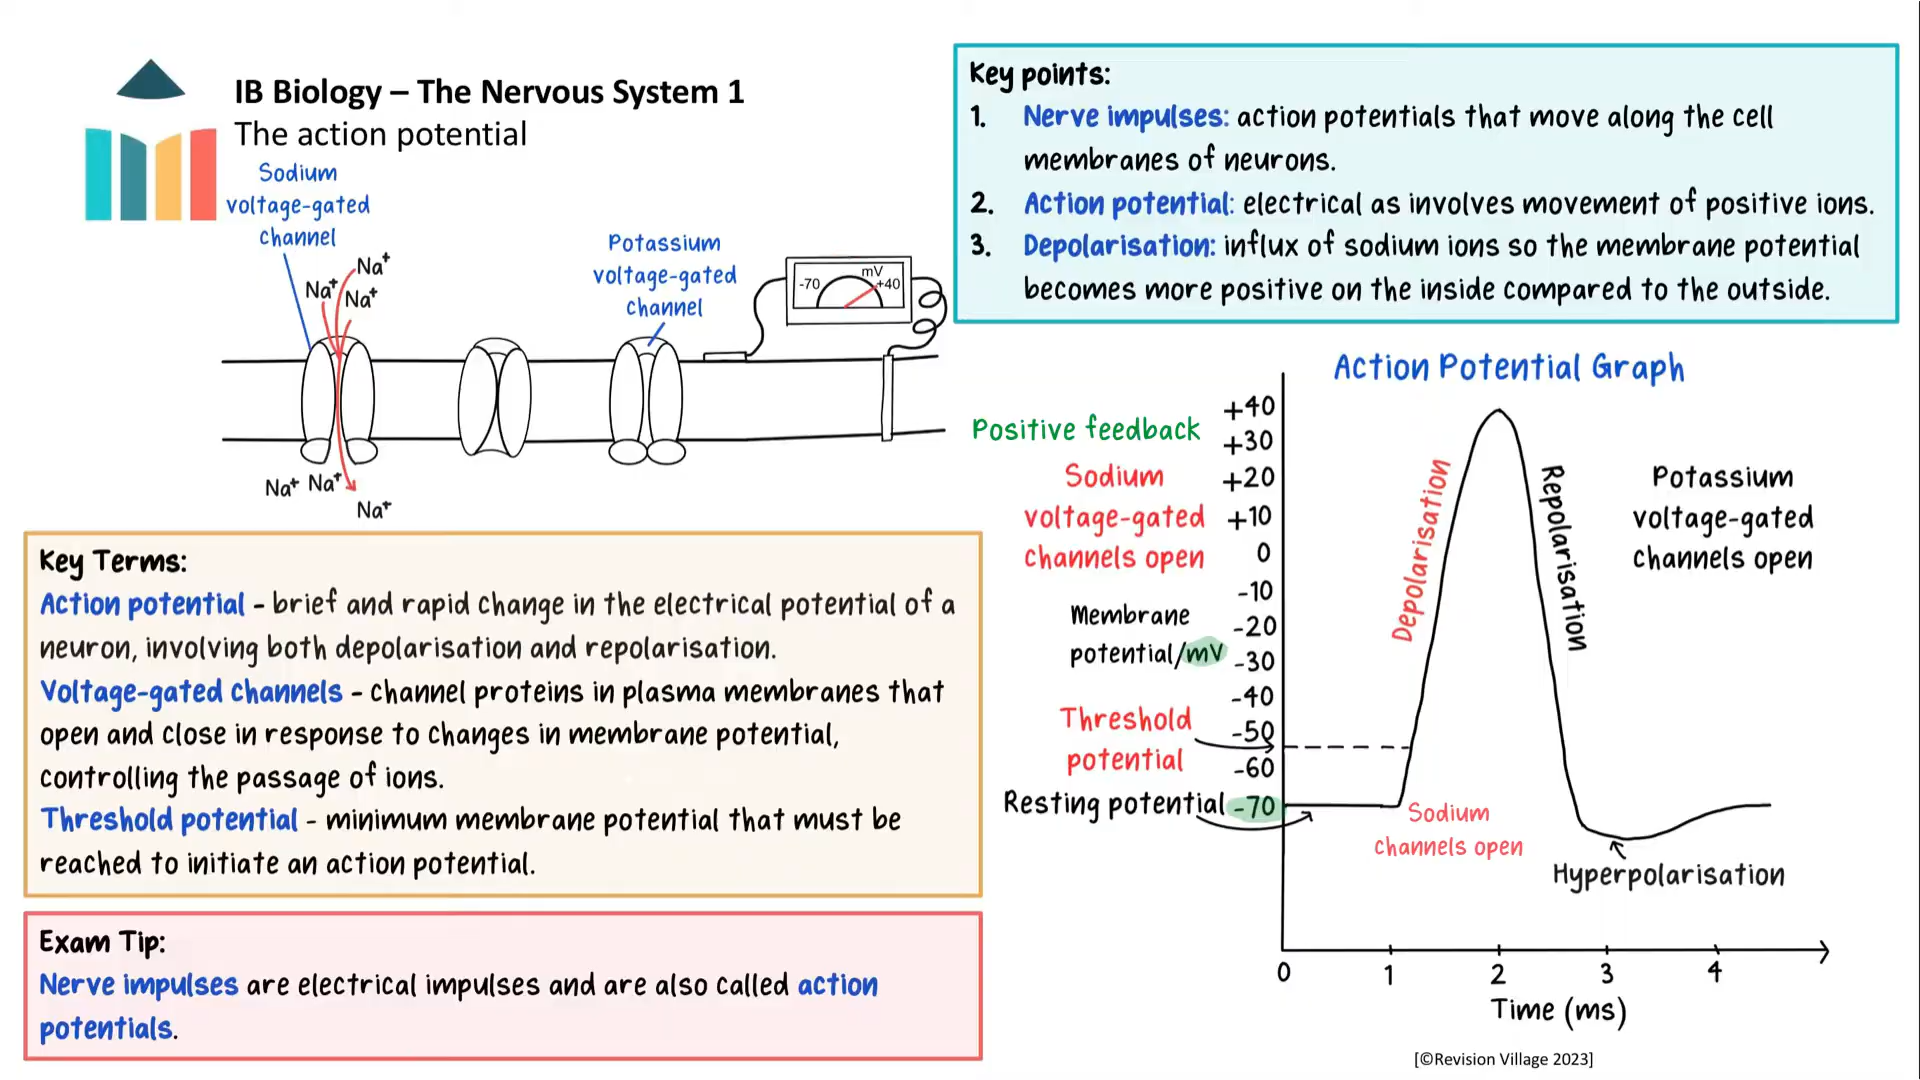 IB Biology – The Nervous System 1
The action potential
Sodium
voltage-gated
channel
Na⁺
Na⁺
Na⁺
Potassium
voltage-gated
channel
mV
-70
+40
Na⁺ Na⁺
Na⁺
Key points:
1. Nerve impulses: action potentials that move along the cell
membranes of neurons.
2. Action potential: electrical as involves movement of positive ions.
3. Depolarisation: influx of sodium ions so the membrane potential
becomes more positive on the inside compared to the outside.
Key Terms:
Action potential - brief and rapid change in the electrical potential of a
neuron, involving both depolarisation and repolarisation.
Voltage-gated channels - channel proteins in plasma membranes that
open and close in response to changes in membrane potential,
controlling the passage of ions.
Threshold potential - minimum membrane potential that must be
reached to initiate an action potential.
Exam Tip:
Nerve impulses are electrical impulses and are also called action
potentials.
Action Potential Graph
Positive feedback
Sodium
voltage-gated
channels open
Membrane
potential/mV
Threshold
potential
Resting potential
+40
+30
+20
+10
0
-10
-20
-30
-40
-50
-60
-70
Depolarisation
Repolarisation
Potassium
voltage-gated
channels open
Sodium
channels open
Hyperpolarisation
0 1 2 3 4
Time (ms)
[©Revision Village 2023]